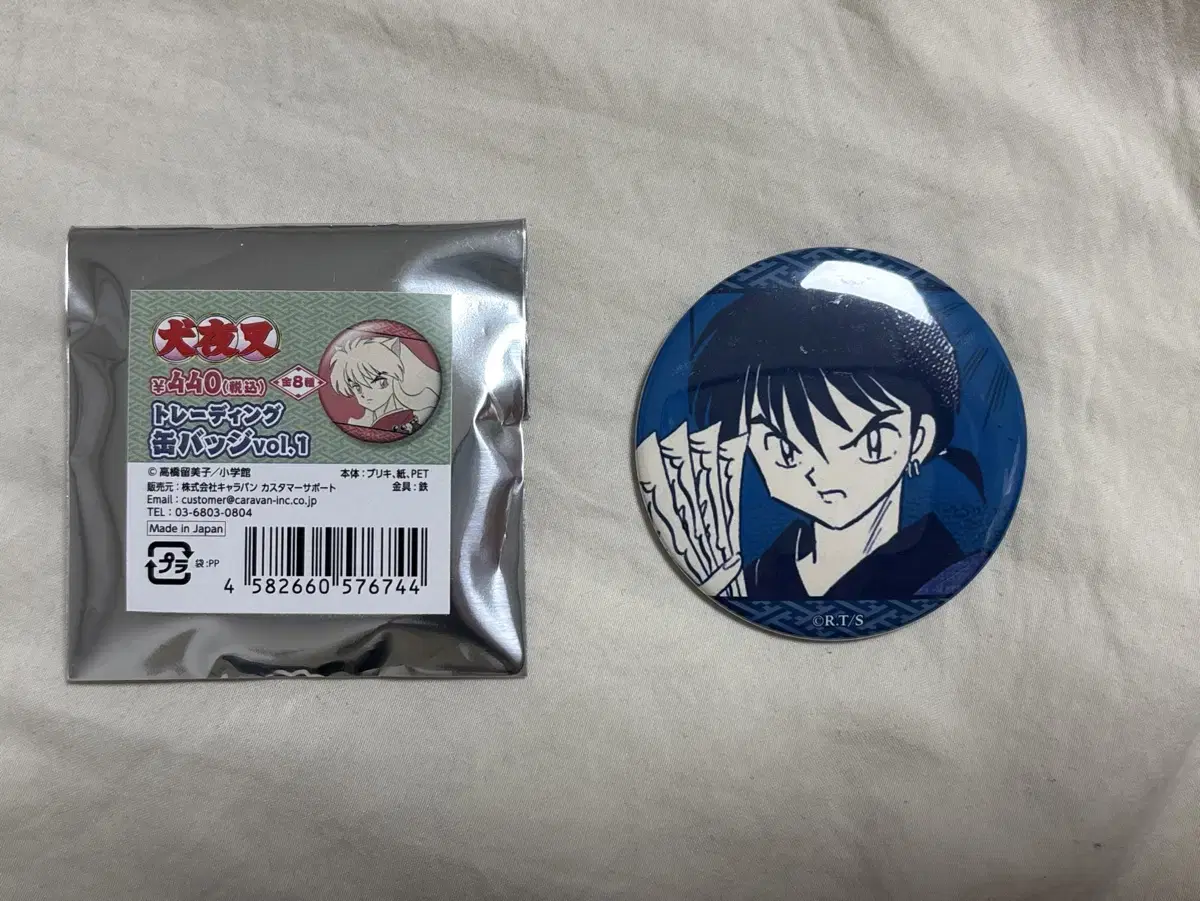 犬夜叉
¥440(税込) 全8種
トレーディング
缶バッジvol.1
© 高橋留美子/小学館
本体:ブリキ、紙、PET
販売元:株式会社キャラバン カスタマーサポート
金具:鉄
Email:customer@caravan-inc.co.jp
TEL:03-6803-0804
Made in Japan
プラ 袋:PP
4 582660 576744
©R.T/S